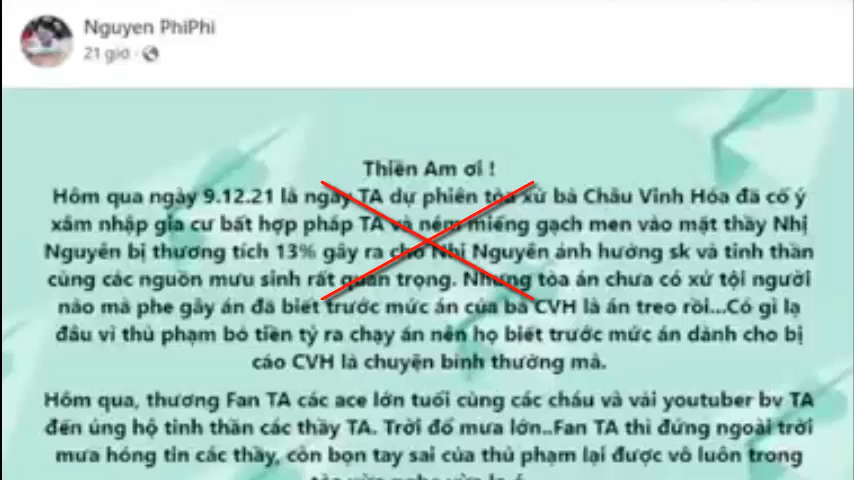 Nguyen PhiPhi
21 giờ
Thiên Am ơi !
Hôm qua ngày 9.12.21 là ngày TA dự phiên tòa xử bà Châu Vinh Hóa đã cố ý
xâm nhập gia cư bất hợp pháp TA và ném miếng gạch men vào mặt thầy Nhị
Nguyên bị thương tích 13% gây ra cho Nhị Nguyên ảnh hưởng sk và tinh thần
cùng các nguồn mưu sinh rất quan trọng. Nhưng tòa án chưa có xử tội người
nào mà phe gây án đã biết trước mức án của bà CVH là án treo rồi...Có gì lạ
đâu vì thủ phạm bỏ tiền tỷ ra chạy án nên họ biết trước mức án dành cho bị
cáo CVH là chuyện bình thường mà.
Hôm qua, thương Fan TA các ace lớn tuổi cùng các cháu và vài youtuber bv TA
đến ủng hộ tinh thần các thầy TA. Trời đổ mưa lớn..Fan TA thì đứng ngoài trời
mưa hóng tin các thầy, còn bọn tay sai của thủ phạm lại được vô luôn trong